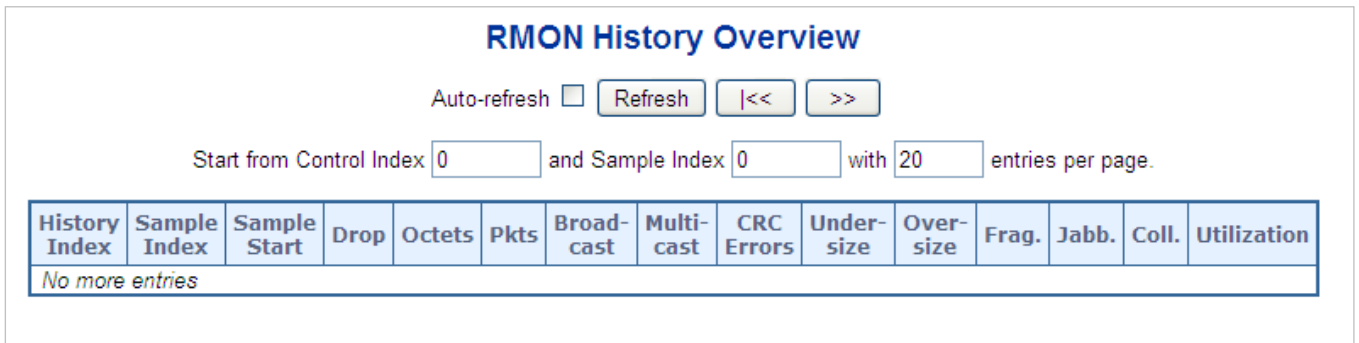 RMON History Overview
Auto-refresh Refresh |<< >>
Start from Control Index 0 and Sample Index 0 with 20 entries per page.
History Index Sample Index Sample Start Drop Octets Pkts Broad-cast Multi-cast CRC Errors Under-size Over-size Frag. Jabb. Coll. Utilization
No more entries